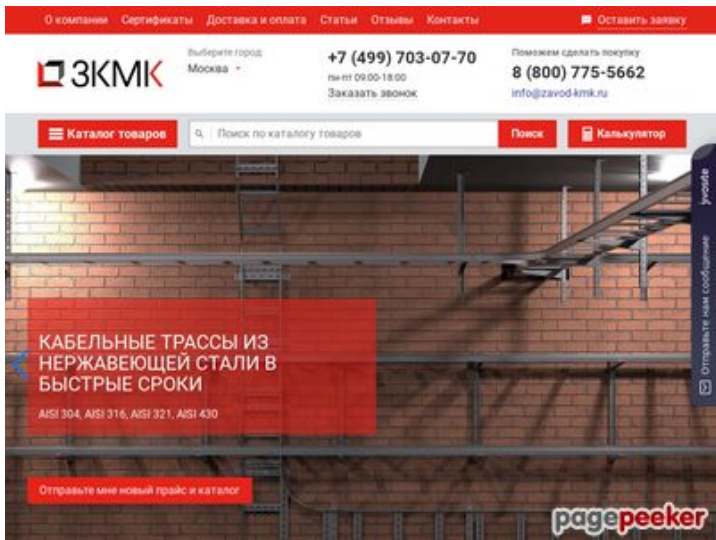 О компании Сертификаты Доставка и оплата Статьи Отзывы Контакты Оставить заявку
ЗКМК
Выберите город:
Москва
+7 (499) 703-07-70
пн-пт 09:00-18:00
Заказать звонок
Поможем сделать покупку
8 (800) 775-5662
info@zavod-kmk.ru
Каталог товаров Поиск по каталогу товаров Поиск Калькулятор
jivosite
Отправьте нам сообщение
КАБЕЛЬНЫЕ ТРАССЫ ИЗ
НЕРЖАВЕЮЩЕЙ СТАЛИ В
БЫСТРЫЕ СРОКИ
AISI 304, AISI 316, AISI 321, AISI 430
Отправьте мне новый прайс и каталог
pagepeeker